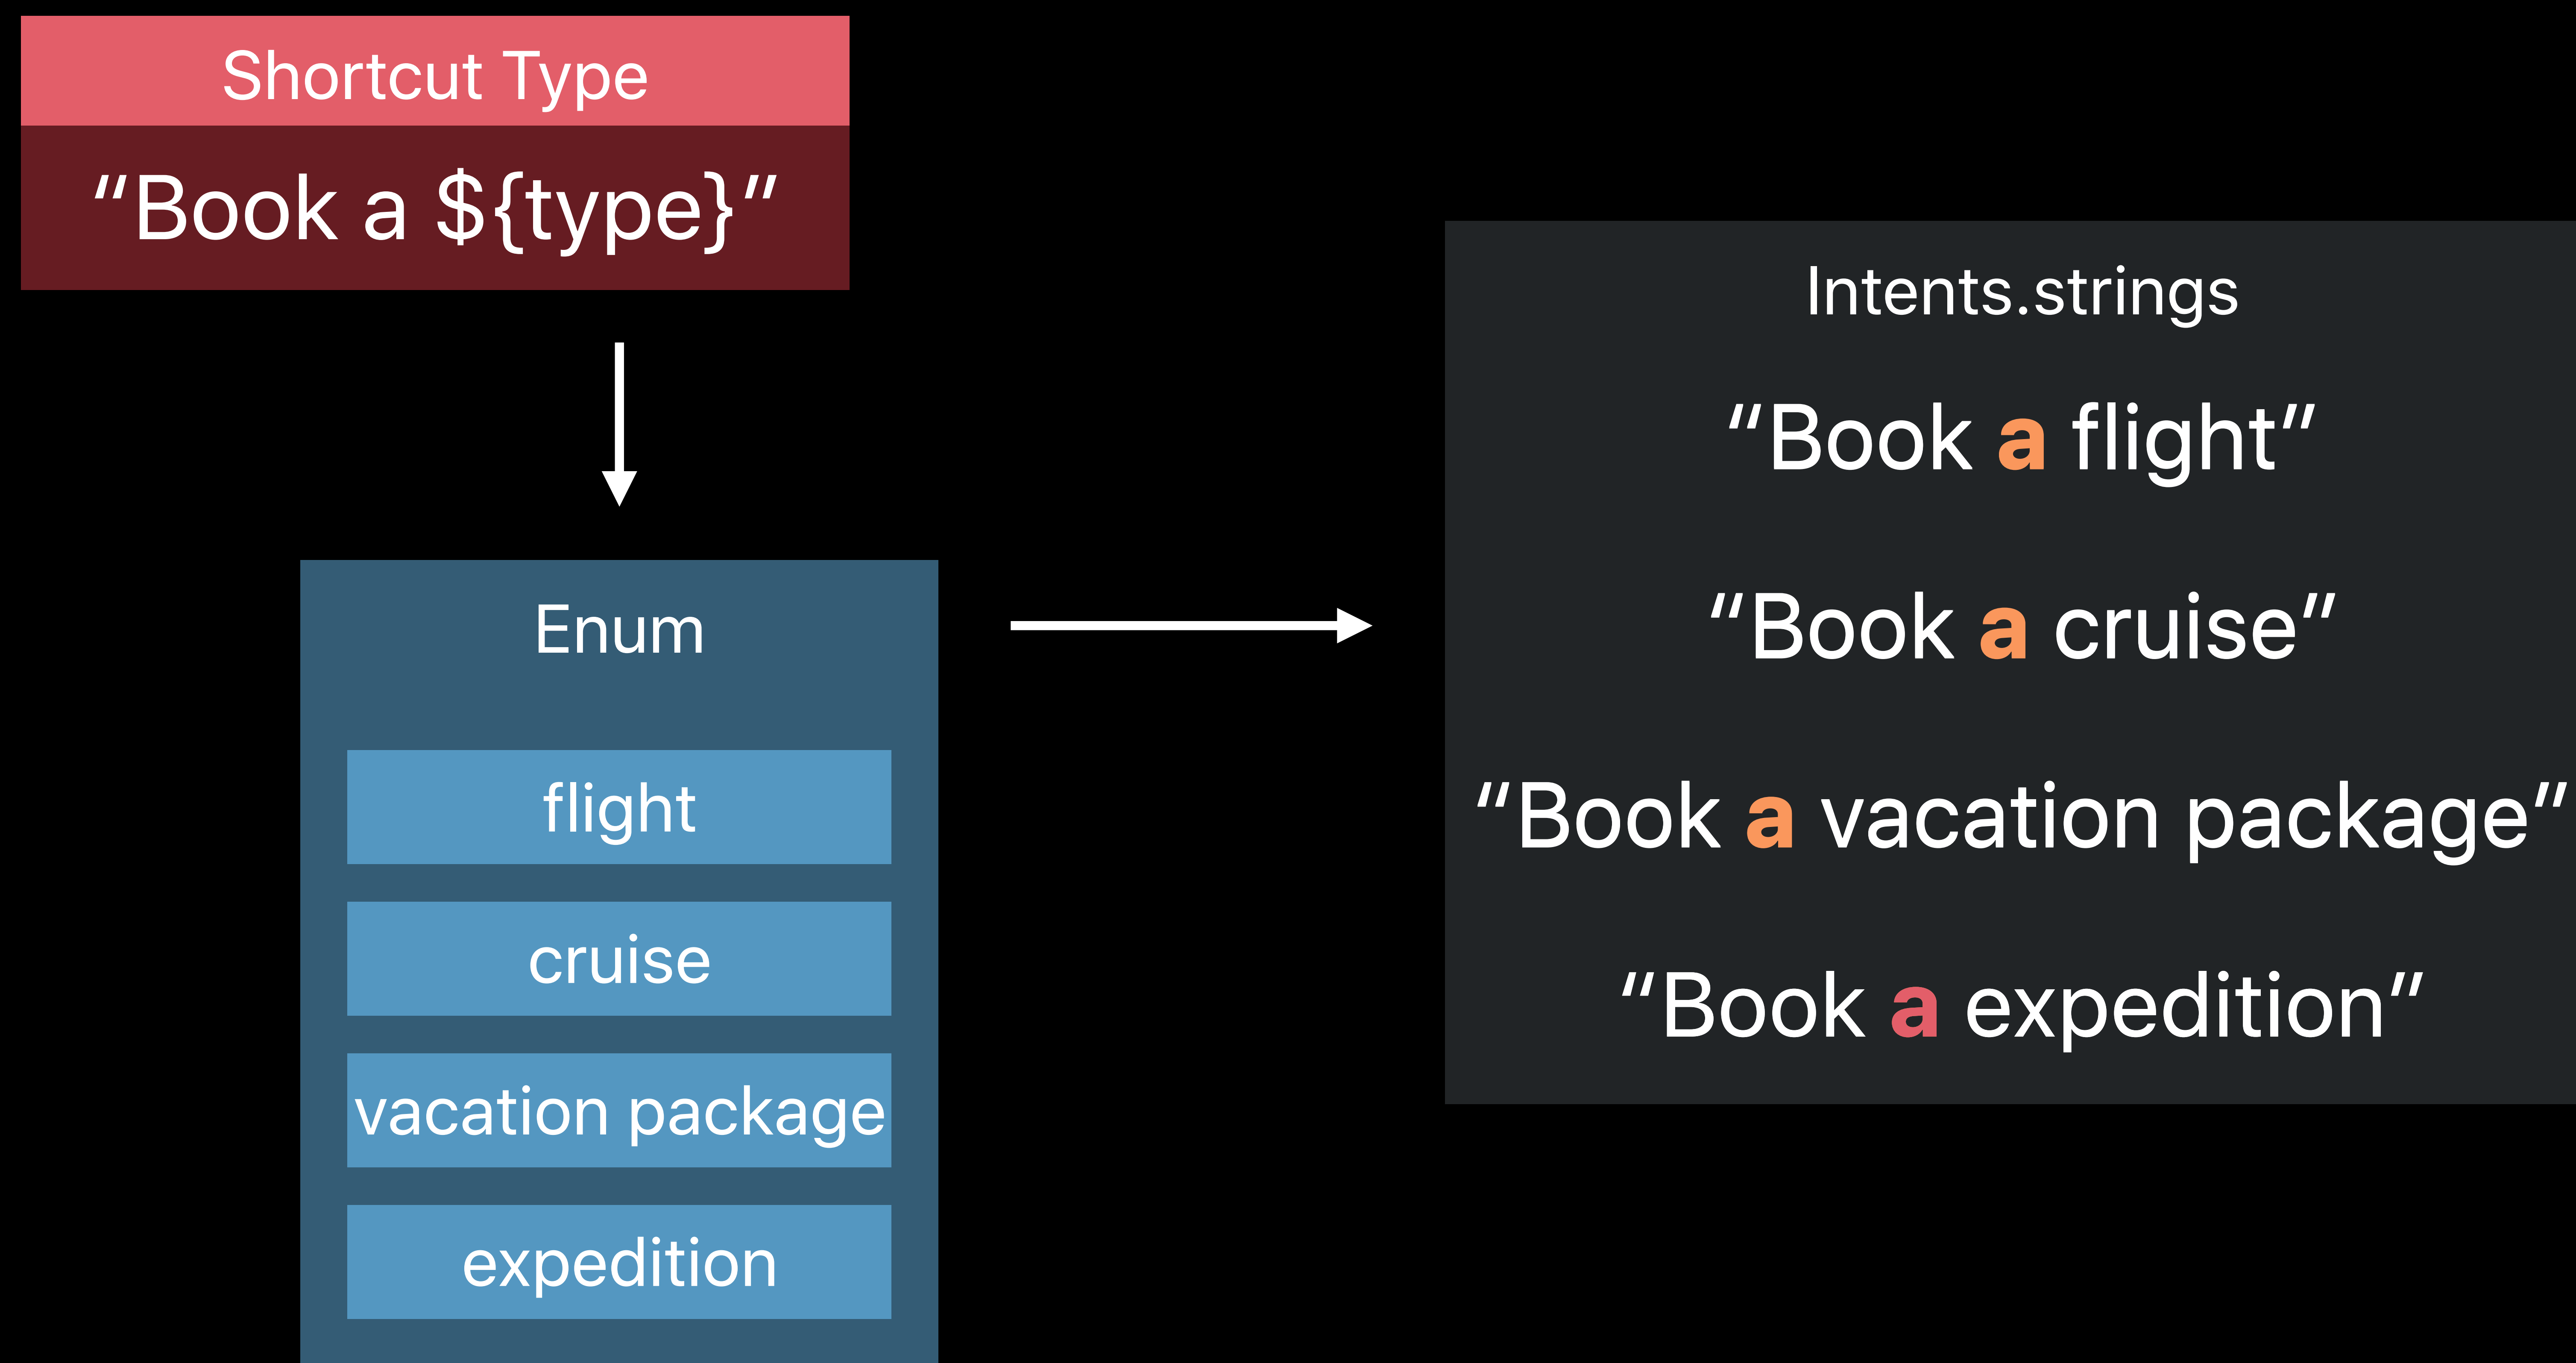 Shortcut Type
“Book a ${type}”
Enum
flight
cruise
vacation package
expedition
Intents.strings
“Book a flight”
“Book a cruise”
“Book a vacation package”
“Book a expedition”